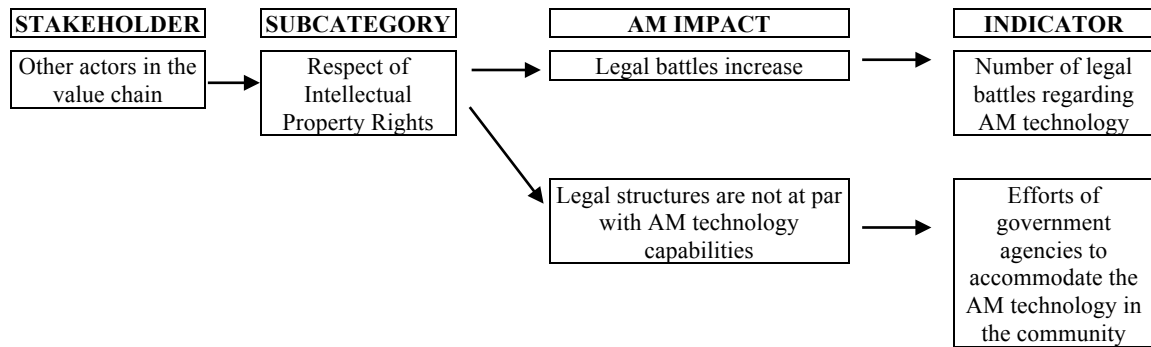 STAKEHOLDER
SUBCATEGORY
AM IMPACT
INDICATOR
Other actors in the
value chain
Respect of
Intellectual
Property Rights
Legal battles increase
Number of legal
battles regarding
AM technology
Legal structures are not at par
with AM technology
capabilities
Efforts of
government
agencies to
accommodate the
AM technology in
the community